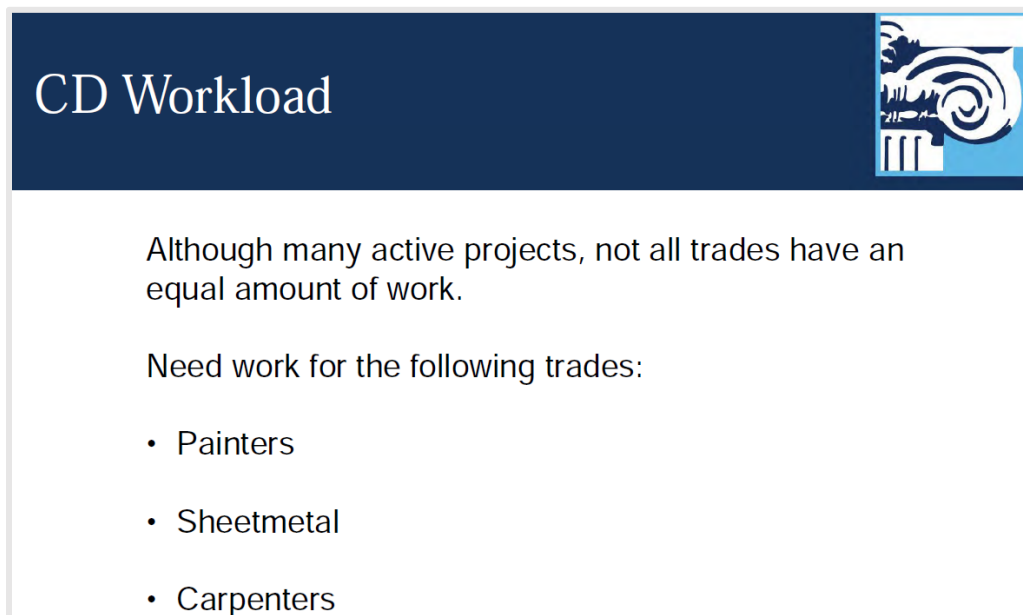 CD Workload
Although many active projects, not all trades have an
equal amount of work.
Need work for the following trades:
• Painters
• Sheetmetal
• Carpenters